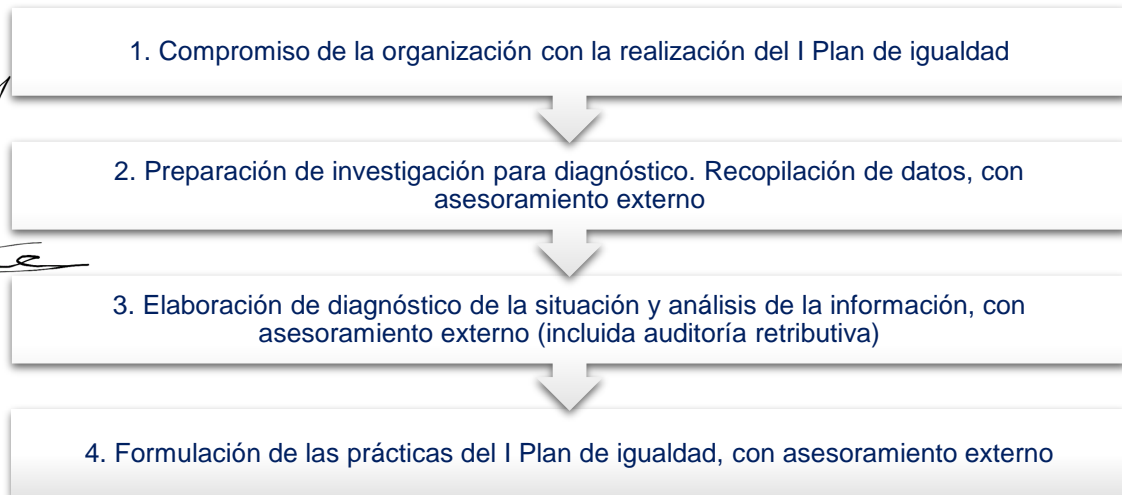 1. Compromiso de la organización con la realización del I Plan de igualdad
2. Preparación de investigación para diagnóstico. Recopilación de datos, con
asesoramiento externo
3. Elaboración de diagnóstico de la situación y análisis de la información, con
asesoramiento externo (incluida auditoría retributiva)
4. Formulación de las prácticas del I Plan de igualdad, con asesoramiento externo